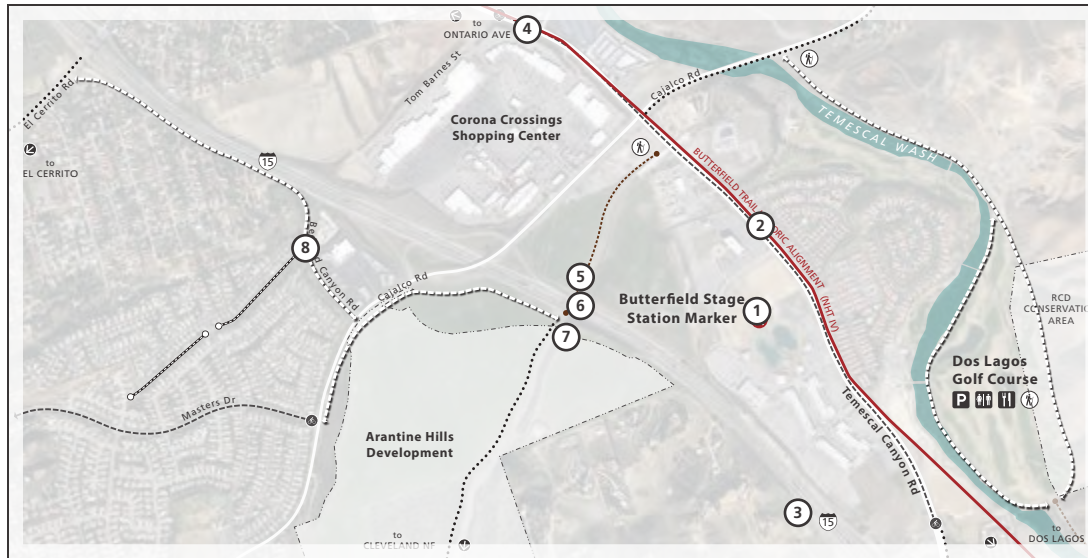 to
ONTARIO AVE
4
Tom Barnes St
Cajalco Rd
El Cerrito Rd
to
EL CERRITO
15
Corona Crossings
Shopping Center
TEMESCAL WASH
BUTTERFIELD TRAIL
2
ORIC ALIGNMENT (NHT IV)
8
Canyon Rd
Cajalco Rd
5
6
7
Butterfield Stage
Station Marker
1
RCD
CONSERVATIO
AREA
Dos Lagos
Golf Course
P
Masters Dr
Arantine Hills
Development
Temescal Canyon Rd
3
15
to
CLEVELAND NF
to
DOS LAGOS